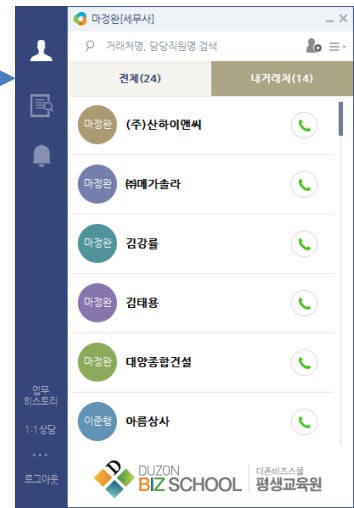 마정완[세무사]
거래처명, 담당직원명 검색
전체(24)
내거래처(14)
마정완
(주)산하이앤씨
마정완
㈜메가솔라
마정완
김강률
마정완
김태용
마정완
대양종합건설
이준행
아름상사
업무
히스토리
1:1상담
로그아웃
DUZON
BIZ SCHOOL
더존비즈스쿨
평생교육원